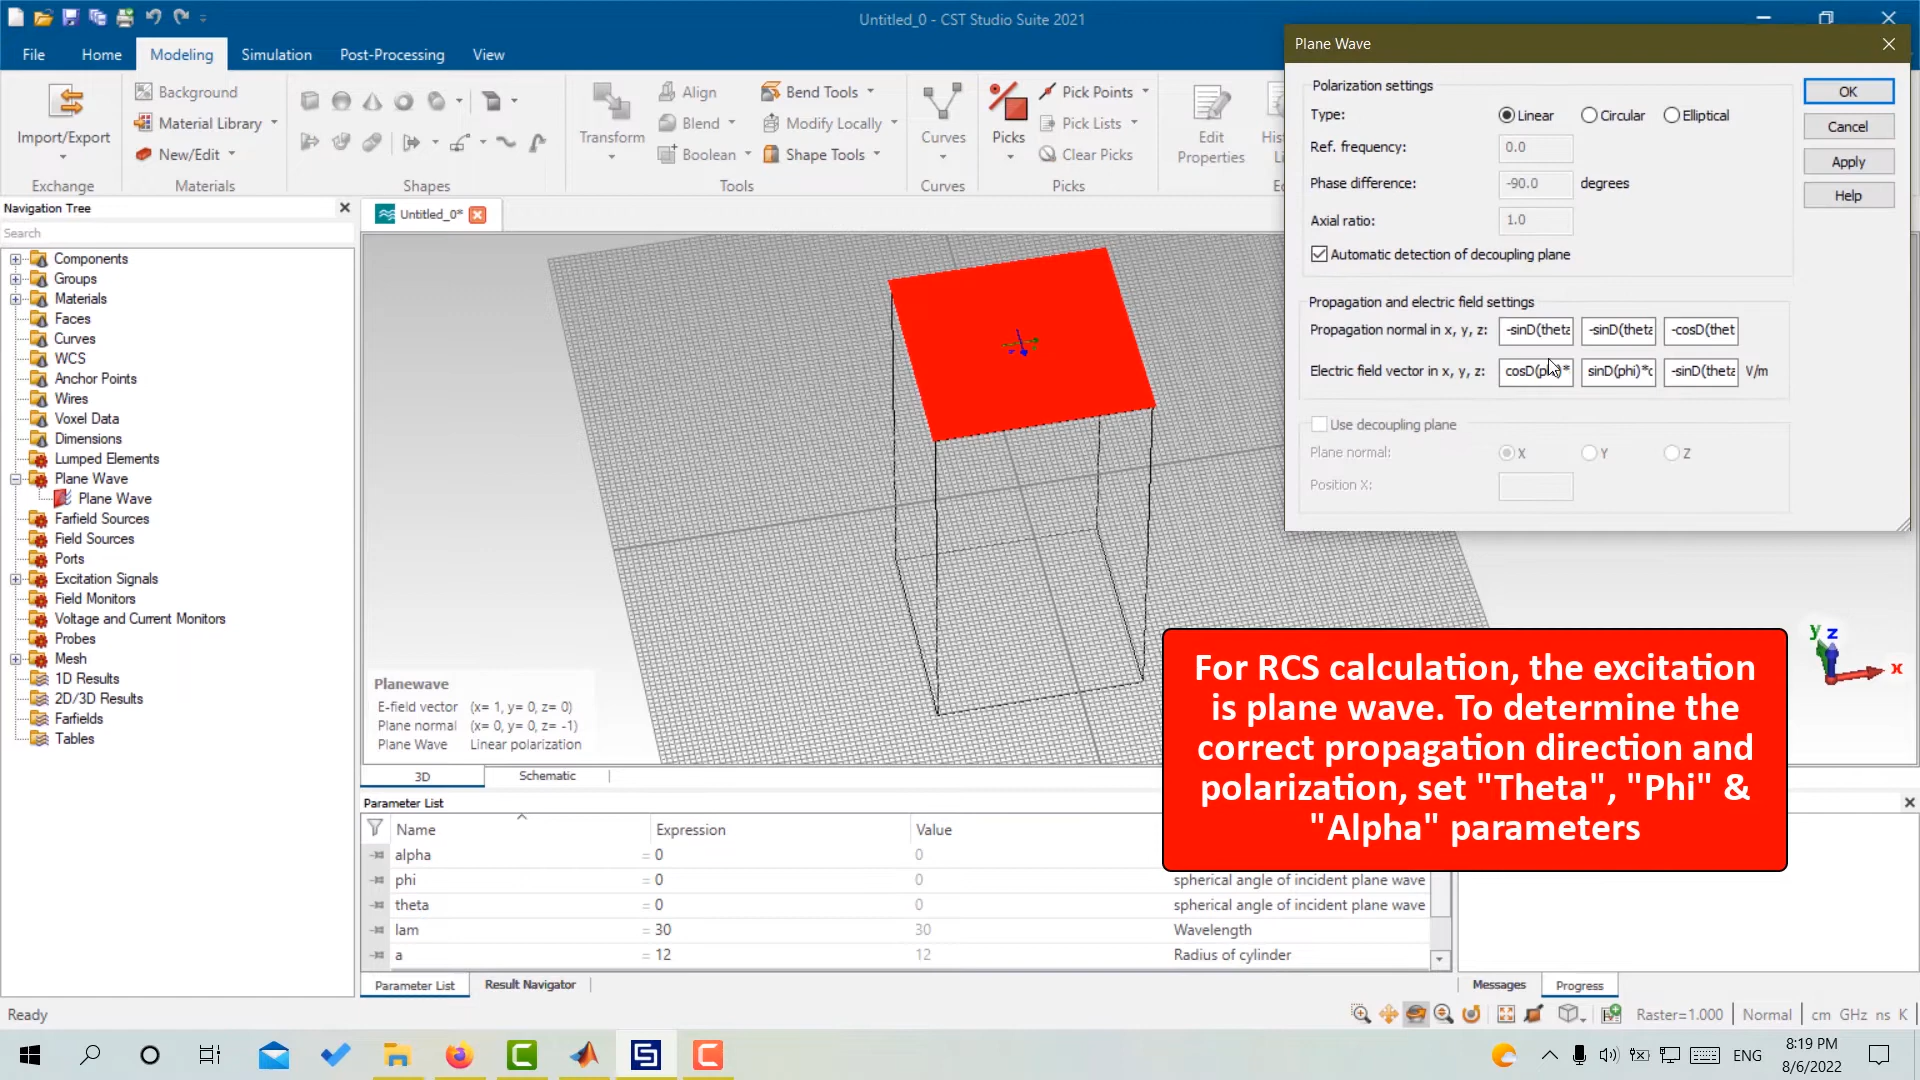 Untitled_0 - CST Studio Suite 2021
File Home Modeling Simulation Post-Processing View
Import/Export
Exchange
Background
Material Library
New/Edit
Materials
Shapes
Transform
Align
Blend
Boolean
Bend Tools
Modify Locally
Shape Tools
Tools
Curves
Curves
Picks
Pick Points
Pick Lists
Clear Picks
Picks
Edit
Properties
Navigation Tree
Search
Components
Groups
Materials
Faces
Curves
WCS
Anchor Points
Wires
Voxel Data
Dimensions
Lumped Elements
Plane Wave
Plane Wave
Farfield Sources
Field Sources
Ports
Excitation Signals
Field Monitors
Voltage and Current Monitors
Probes
Mesh
1D Results
2D/3D Results
Farfields
Tables
Untitled_0*
Planewave
E-field vector (x= 1, y= 0, z= 0)
Plane normal (x= 0, y= 0, z= -1)
Plane Wave Linear polarization
y z
x
3D Schematic
Plane Wave
Polarization settings
Type: Linear Circular Elliptical
Ref. frequency: 0.0
Phase difference: -90.0 degrees
Axial ratio: 1.0
Automatic detection of decoupling plane
Propagation and electric field settings
Propagation normal in x, y, z: -sinD(theta -sinD(theta -cosD(thet
Electric field vector in x, y, z: sinD(phi)* -sinD(theta V/m
Use decoupling plane
Plane normal: X Y Z
Position X:
OK
Cancel
Apply
Help
For RCS calculation, the excitation
is plane wave. To determine the
correct propagation direction and
polarization, set "Theta", "Phi" &
"Alpha" parameters
Parameter List
Name Expression Value
alpha = 0 0
phi = 0 0 spherical angle of incident plane wave
theta = 0 0 spherical angle of incident plane wave
lam = 30 30 Wavelength
a = 12 12 Radius of cylinder
Parameter List Result Navigator
Messages Progress
Ready
Raster=1.000 Normal cm GHz ns K
ENG
8:19 PM
8/6/2022